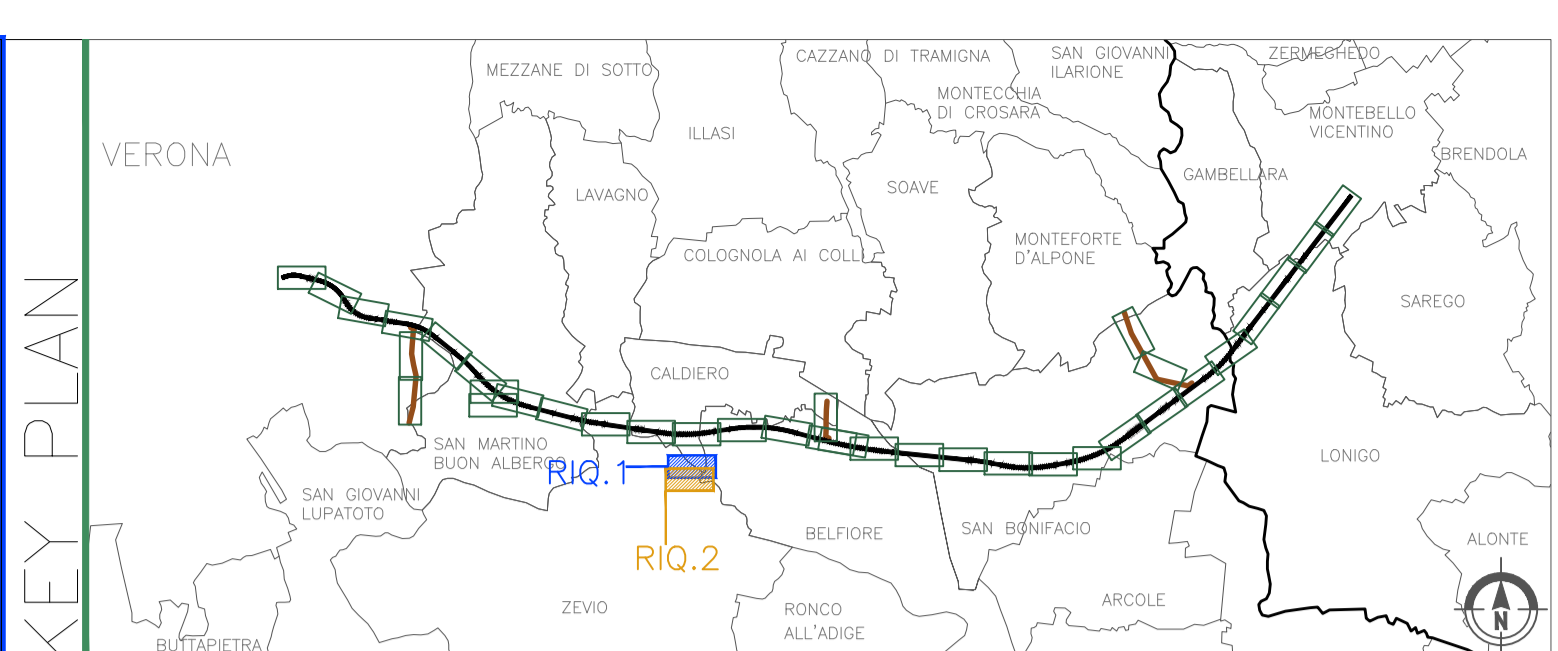 KEY PLAN
MEZZANE DI SOTTO
CAZZANO DI TRAMIGNA
SAN GIOVANNI
ILARIONE
ZERMEGHEDO
MONTECCHIA
DI CROSARA
MONTEBELLO
VICENTINO
ILLASI
VERONA
BRENDOLA
GAMBELLARA
LAVAGNO
SOAVE
MONTEFORTE
D'ALPONE
COLOGNOLA AI COLLI
SAREGO
CALDIERO
SAN MARTINO
BUON ALBERGO
LONIGO
RIQ.1
SAN GIOVANNI
LUPATOTO
BELFIORE
SAN BONIFACIO
ALONTE
RIQ.2
ZEVIO
RONCO
ALL'ADIGE
ARCOLE
N
BUTTAPIETRA